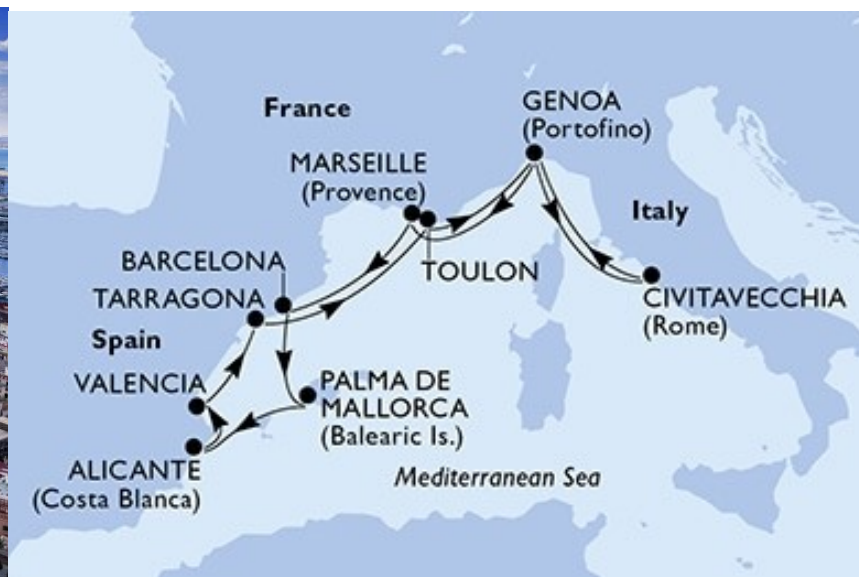 France
GENOA
(Portofino)
MARSEILLE
(Provence)
Italy
BARCELONA
TOULON
TARRAGONA
CIVITAVECCHIA
(Rome)
Spain
VALENCIA
PALMA DE
MALLORCA
(Balearic Is.)
ALICANTE
(Costa Blanca)
Mediterranean Sea